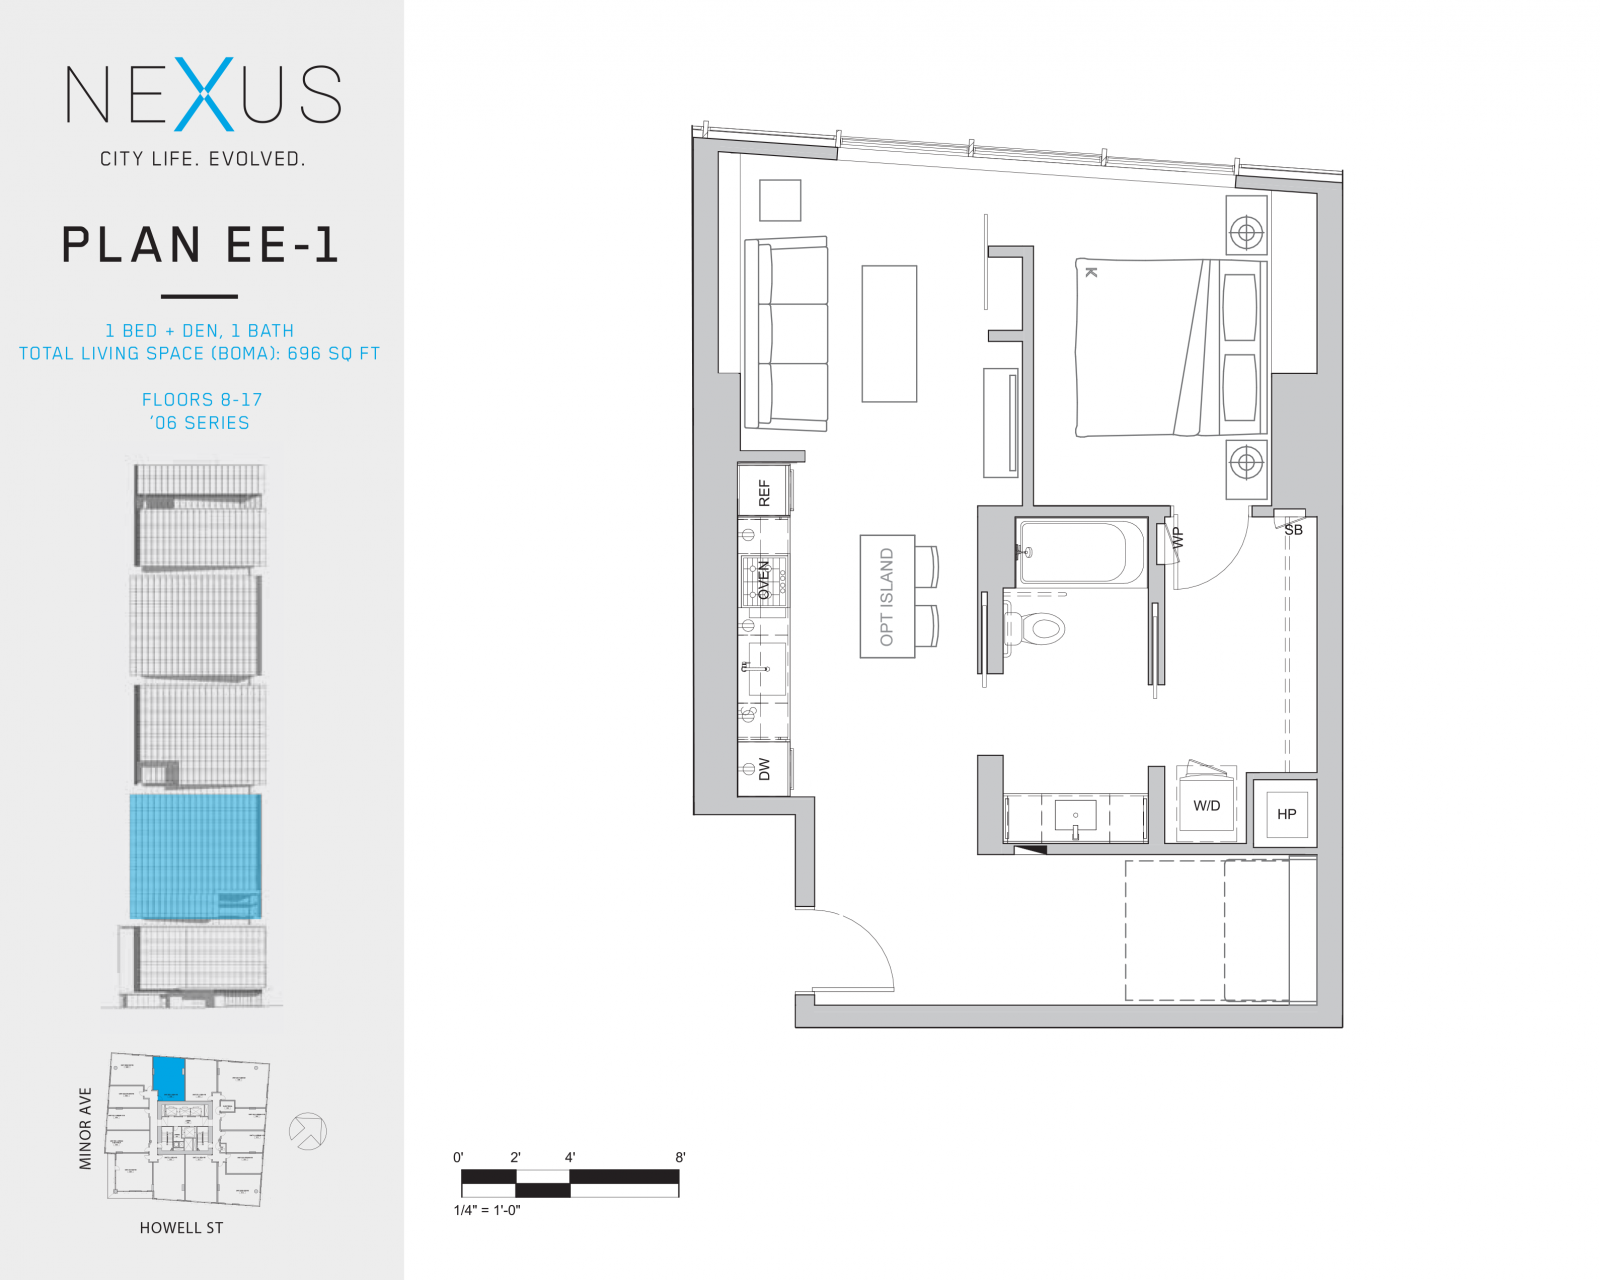 NEXUS
CITY LIFE. EVOLVED.
PLAN EE-1
1 BED + DEN, 1 BATH
TOTAL LIVING SPACE (BOMA): 696 SQ FT
FLOORS 8-17
'06 SERIES
MINOR AVE
HOWELL ST
K
REF
OVEN
OPT ISLAND
DW
WP
SB
W/D
HP
0' 2' 4' 8'
1/4" = 1'-0"